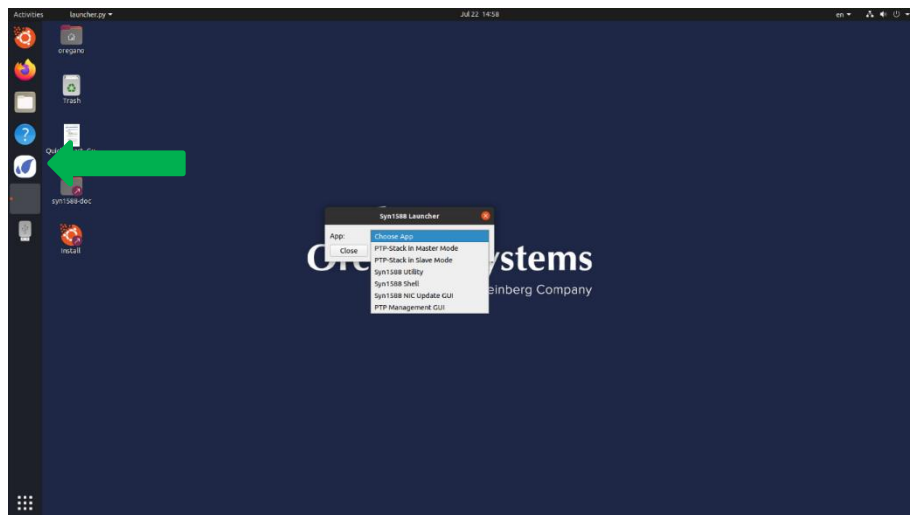 Activities
launcher.py
Jul 22 14:58
en
oregano
Trash
syn1588-doc
Install
Syn1588 Launcher
App:
Choose App
Close
PTP-Stack in Master Mode
PTP-Stack in Slave Mode
Syn1588 Utility
Syn1588 Shell
Syn1588 NIC Update GUI
PTP Management GUI
Or
ystems
einberg Company